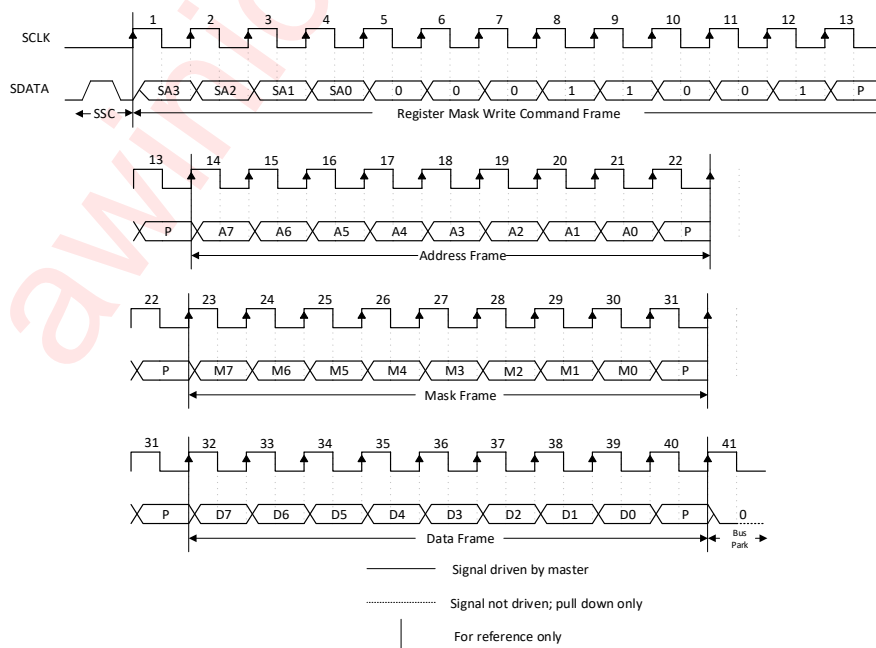 1 2 3 4 5 6 7 8 9 10 11 12 13
SCLK
SDATA SA3 SA2 SA1 SA0 0 0 0 1 1 0 0 1 P
SSC Register Mask Write Command Frame
13 14 15 16 17 18 19 20 21 22
P A7 A6 A5 A4 A3 A2 A1 A0 P
Address Frame
22 23 24 25 26 27 28 29 30 31
P M7 M6 M5 M4 M3 M2 M1 M0 P
Mask Frame
31 32 33 34 35 36 37 38 39 40 41
P D7 D6 D5 D4 D3 D2 D1 D0 P 0
Data Frame
Bus
Park
Signal driven by master
Signal not driven; pull down only
For reference only
awinic